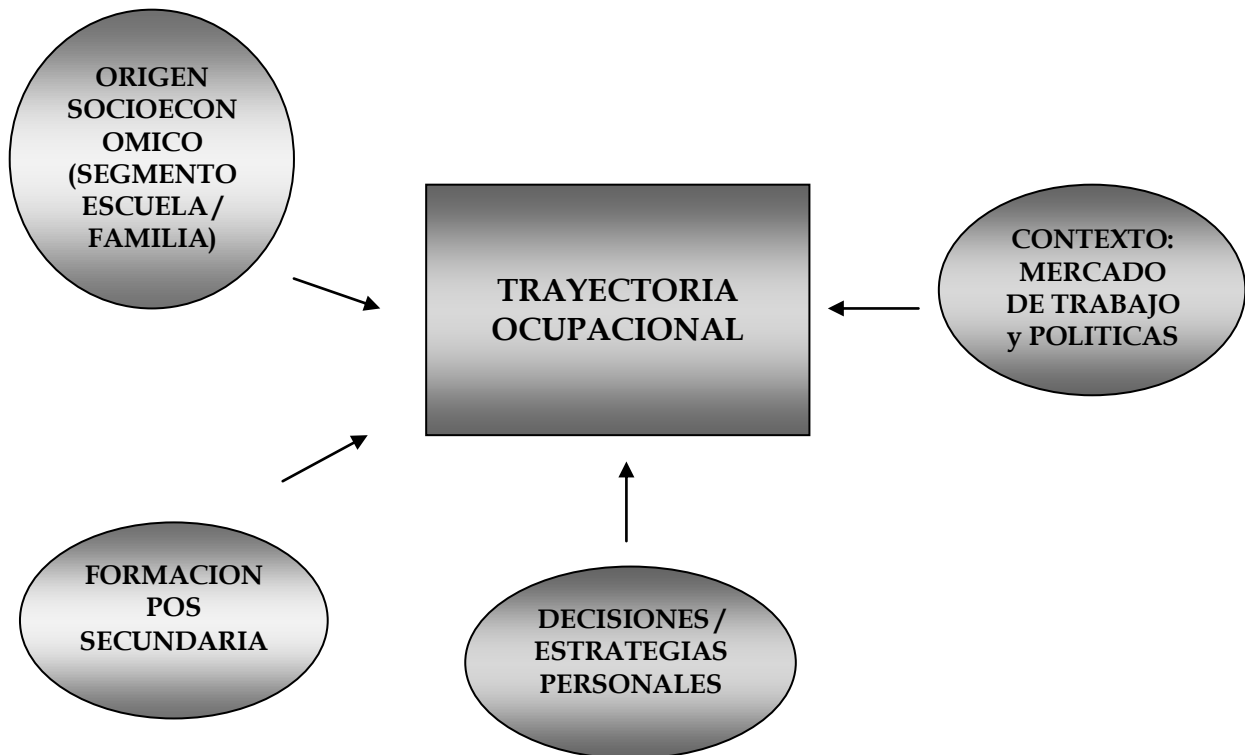 ORIGEN
SOCIOECON
OMICO
(SEGMENTO
ESCUELA /
FAMILIA)
TRAYECTORIA
OCUPACIONAL
CONTEXTO:
MERCADO
DE TRABAJO
y POLITICAS
FORMACION
POS
SECUNDARIA
DECISIONES /
ESTRATEGIAS
PERSONALES